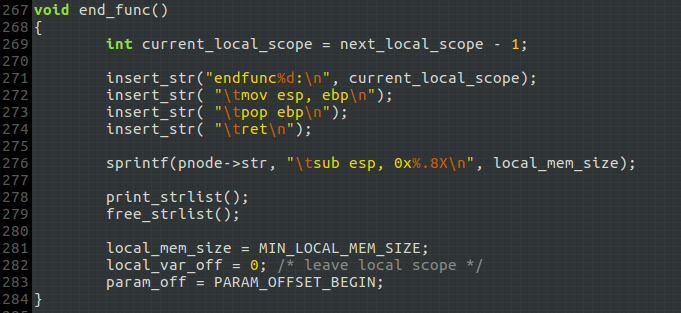 267 void end_func()
268 {
269         int current_local_scope = next_local_scope - 1;
270
271         insert_str("endfunc%d:\n", current_local_scope);
272         insert_str( "\tmov esp, ebp\n");
273         insert_str( "\tpop ebp\n");
274         insert_str( "\tret\n");
275
276         sprintf(pnode->str, "\tsub esp, 0x%.8X\n", local_mem_size);
277
278         print_strlist();
279         free_strlist();
280
281         local_mem_size = MIN_LOCAL_MEM_SIZE;
282         local_var_off = 0; /* leave local scope */
283         param_off = PARAM_OFFSET_BEGIN;
284 }